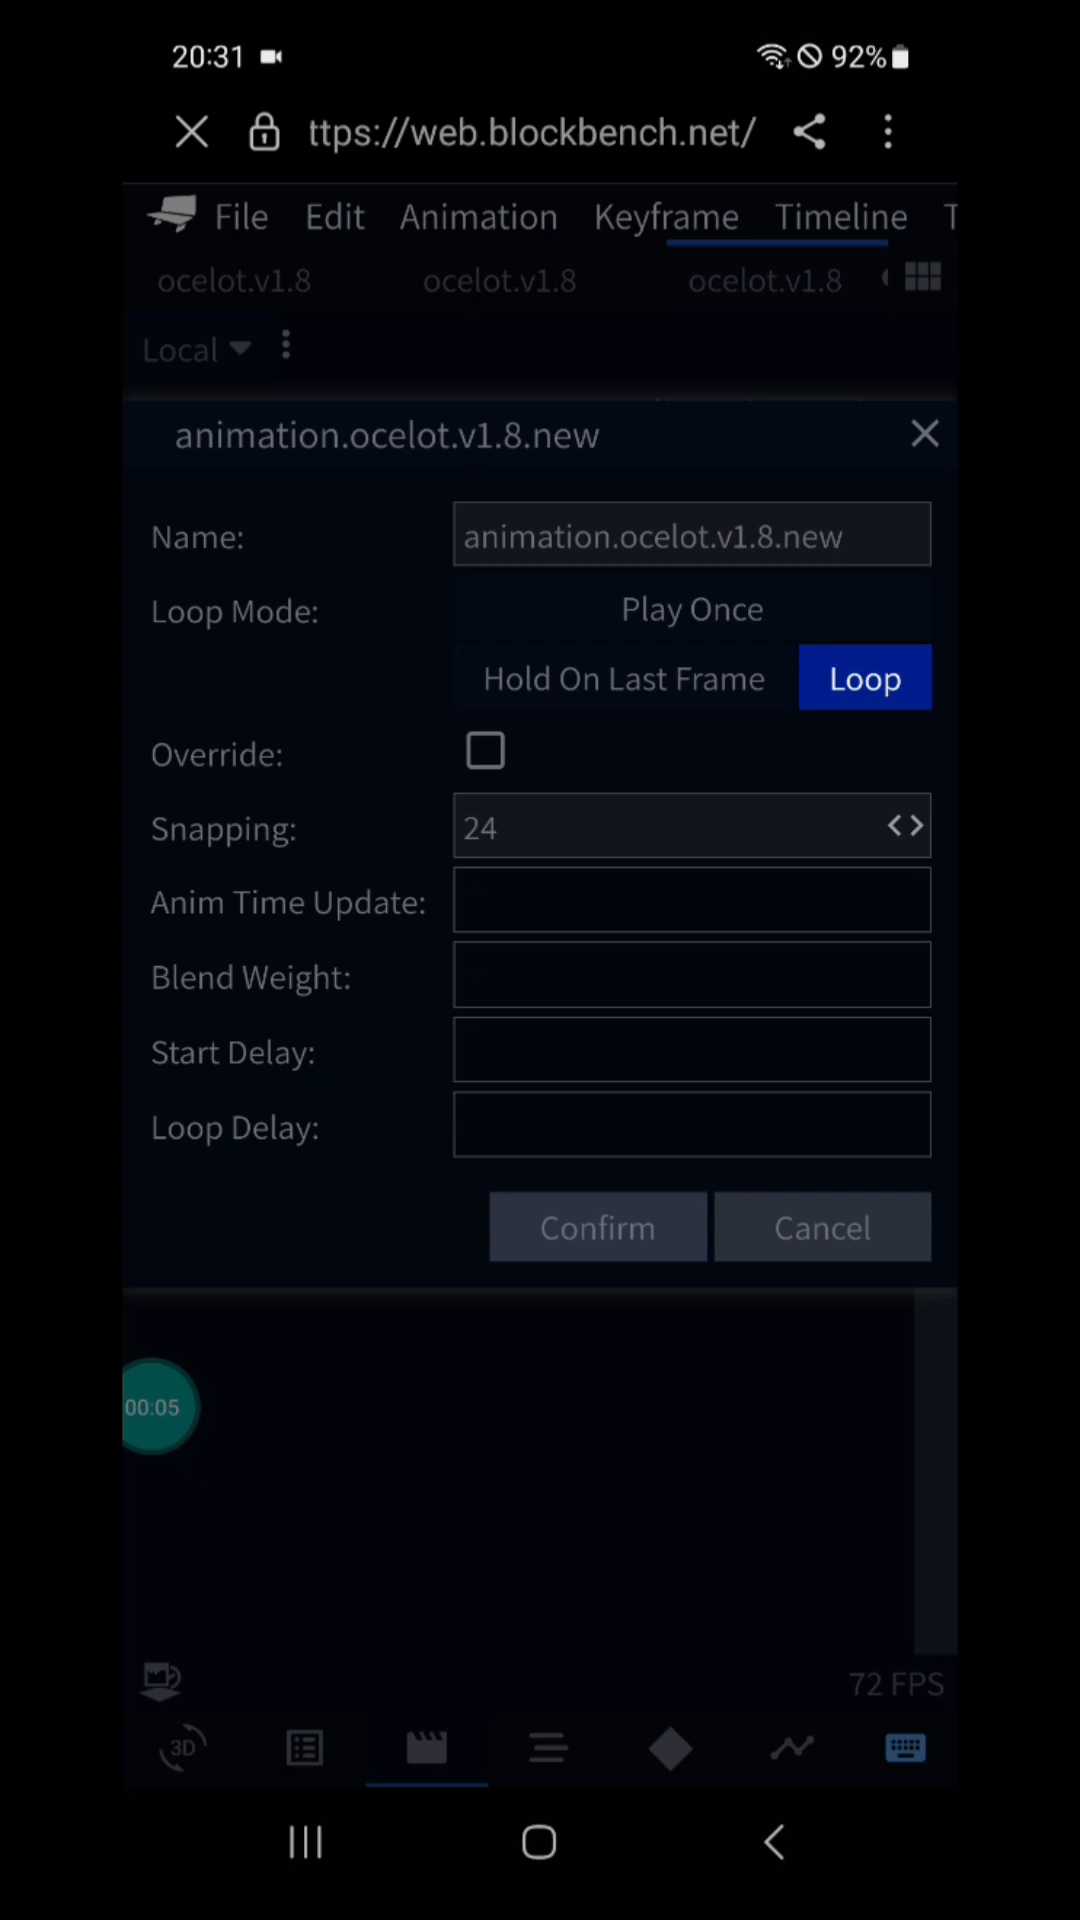 20:31 92%
ttps://web.blockbench.net/
File Edit Animation Keyframe Timeline T
ocelot.v1.8 ocelot.v1.8 ocelot.v1.8
Local
animation.ocelot.v1.8.new
Name: animation.ocelot.v1.8.new
Loop Mode: Play Once
Hold On Last Frame Loop
Override:
Snapping: 24
Anim Time Update:
Blend Weight:
Start Delay:
Loop Delay:
Confirm Cancel
00:05
72 FPS
3D